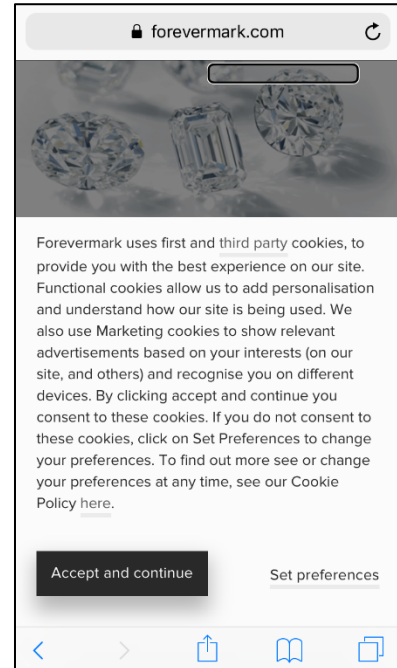 forevermark.com
Forevermark uses first and third party cookies, to
provide you with the best experience on our site.
Functional cookies allow us to add personalisation
and understand how our site is being used. We
also use Marketing cookies to show relevant
advertisements based on your interests (on our
site, and others) and recognise you on different
devices. By clicking accept and continue you
consent to these cookies. If you do not consent to
these cookies, click on Set Preferences to change
your preferences. To find out more see or change
your preferences at any time, see our Cookie
Policy here.
Accept and continue
Set preferences